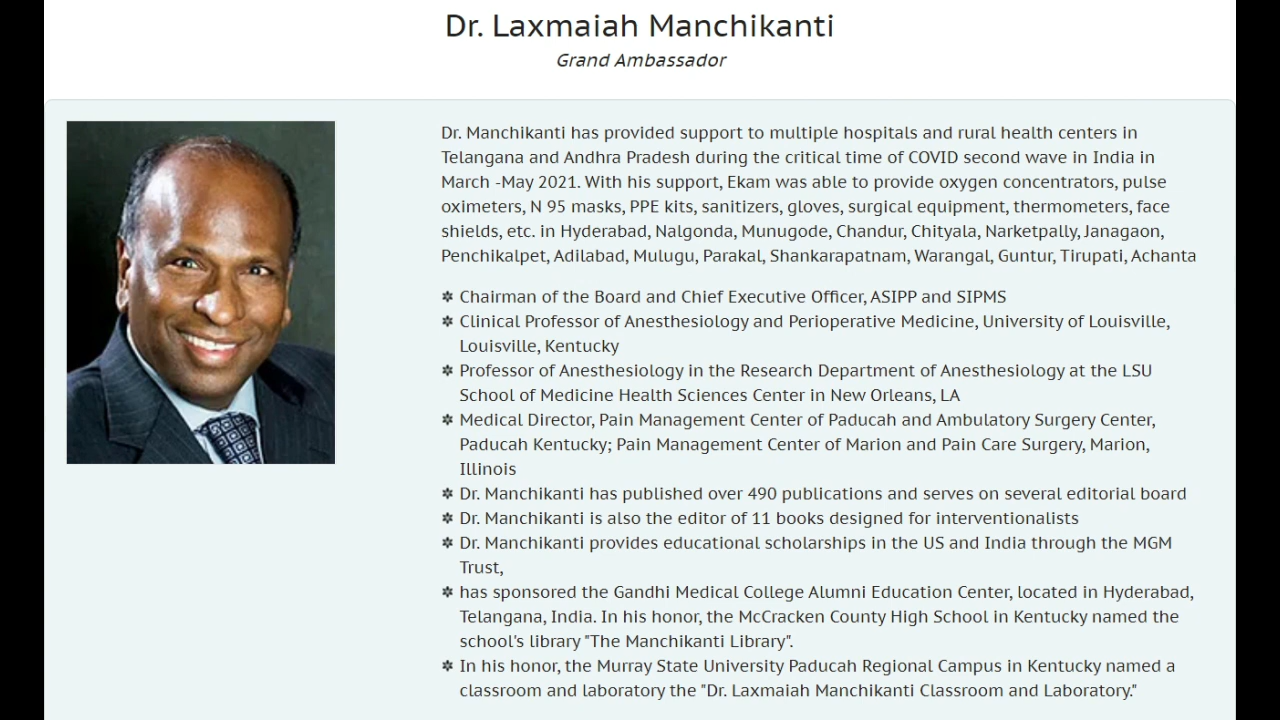 Dr. Laxmaiah Manchikanti
Grand Ambassador
Dr. Manchikanti has provided support to multiple hospitals and rural health centers in
Telangana and Andhra Pradesh during the critical time of COVID second wave in India in
March -May 2021. With his support, Ekam was able to provide oxygen concentrators, pulse
oximeters, N 95 masks, PPE kits, sanitizers, gloves, surgical equipment, thermometers, face
shields, etc. in Hyderabad, Nalgonda, Munugode, Chandur, Chityala, Narketpally, Janagaon,
Penchikalpet, Adilabad, Mulugu, Parakal, Shankarapatnam, Warangal, Guntur, Tirupati, Achanta
✲ Chairman of the Board and Chief Executive Officer, ASIPP and SIPMS
✲ Clinical Professor of Anesthesiology and Perioperative Medicine, University of Louisville,
Louisville, Kentucky
✲ Professor of Anesthesiology in the Research Department of Anesthesiology at the LSU
School of Medicine Health Sciences Center in New Orleans, LA
✲ Medical Director, Pain Management Center of Paducah and Ambulatory Surgery Center,
Paducah Kentucky; Pain Management Center of Marion and Pain Care Surgery, Marion,
Illinois
✲ Dr. Manchikanti has published over 490 publications and serves on several editorial board
✲ Dr. Manchikanti is also the editor of 11 books designed for interventionalists
✲ Dr. Manchikanti provides educational scholarships in the US and India through the MGM
Trust,
✲ has sponsored the Gandhi Medical College Alumni Education Center, located in Hyderabad,
Telangana, India. In his honor, the McCracken County High School in Kentucky named the
school's library "The Manchikanti Library".
✲ In his honor, the Murray State University Paducah Regional Campus in Kentucky named a
classroom and laboratory the "Dr. Laxmaiah Manchikanti Classroom and Laboratory."